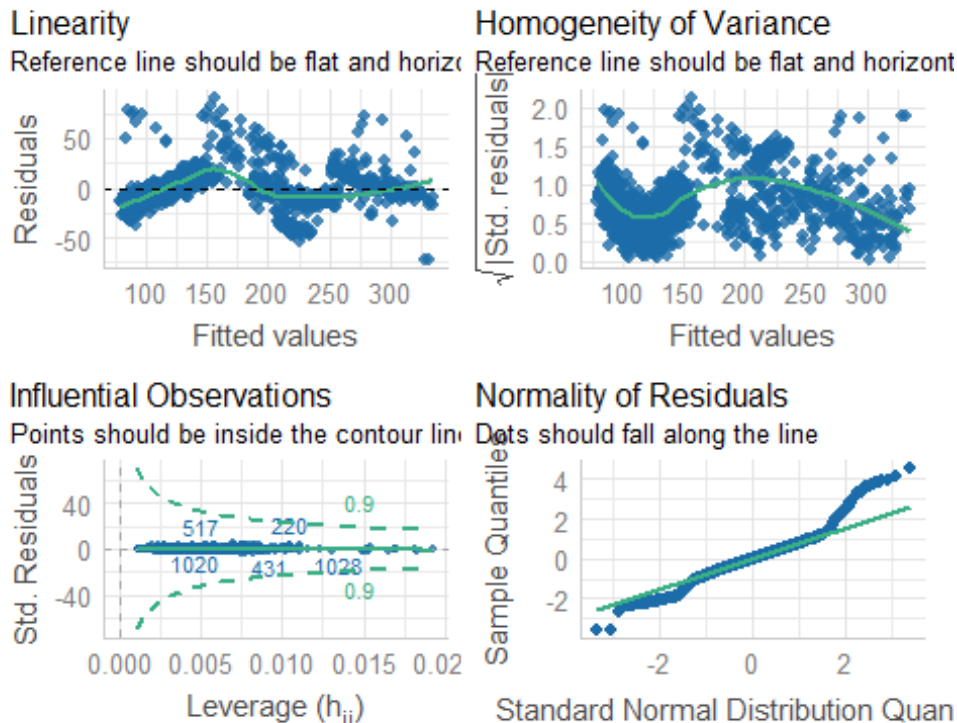 Linearity
Reference line should be flat and horizo
Residuals
50
0
-50
100 150 200 250 300
Fitted values
Homogeneity of Variance
Reference line should be flat and horizont
√|Std. residuals|
2.0
1.5
1.0
0.5
0.0
100 150 200 250 300
Fitted values
Influential Observations
Points should be inside the contour line
Std. Residuals
40
0
-40
0.9
517 220
1020 431 1028
0.9
0.000 0.005 0.010 0.015 0.02
Leverage (hii)
Normality of Residuals
Dots should fall along the line
Sample Quantiles
4
2
0
-2
-2 0 2
Standard Normal Distribution Quan